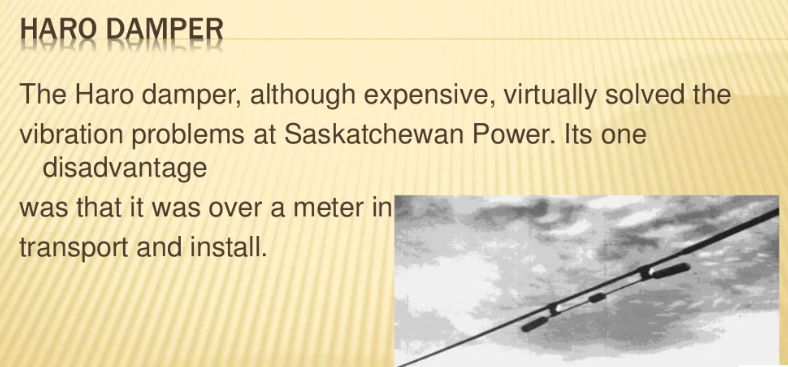 HARO DAMPER
The Haro damper, although expensive, virtually solved the
vibration problems at Saskatchewan Power. Its one
disadvantage
was that it was over a meter in
transport and install.